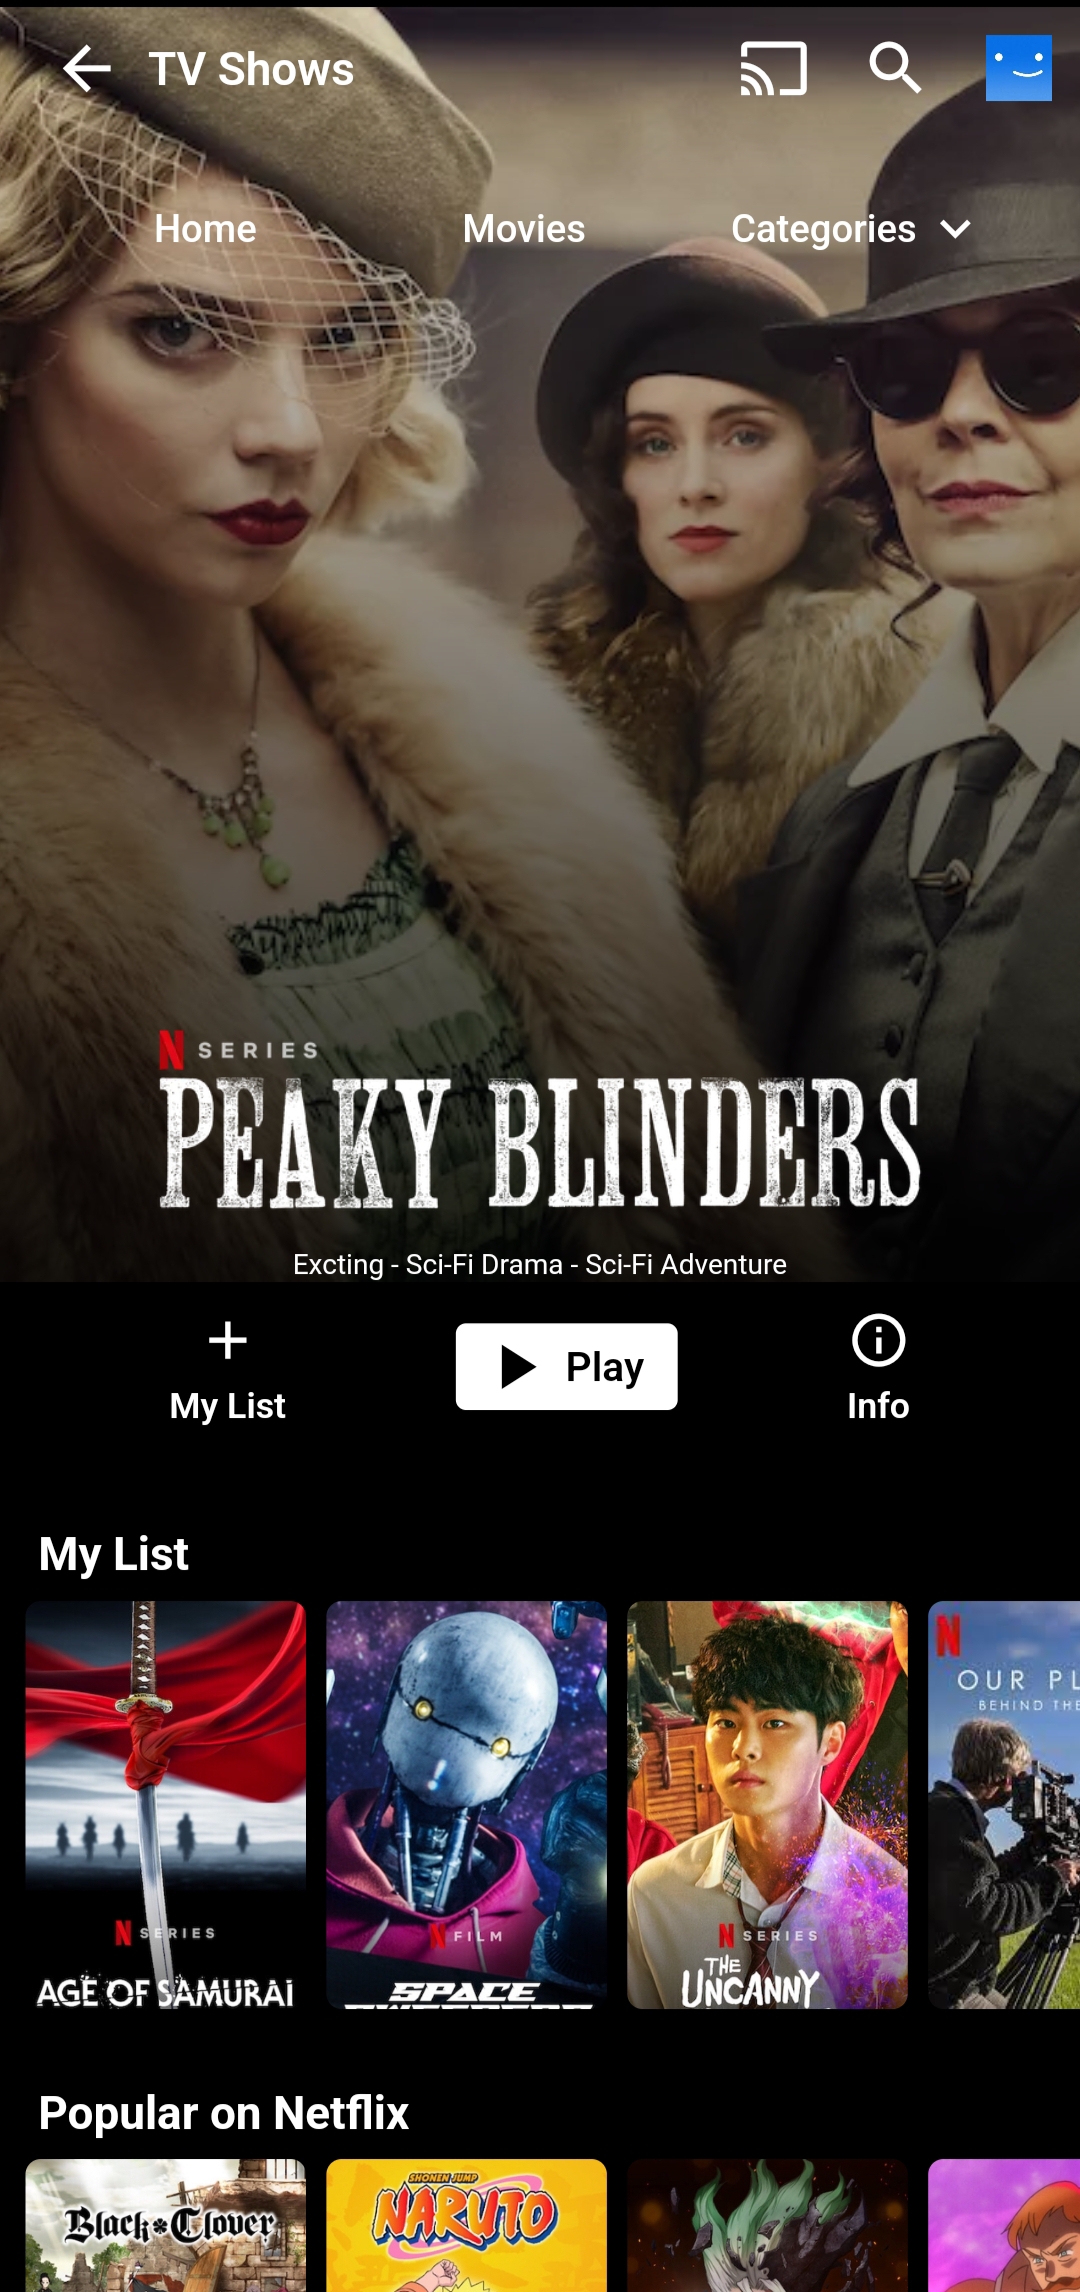 TV Shows
Home
Movies
Categories
N SERIES
PEAKY BLINDERS
Excting - Sci-Fi Drama - Sci-Fi Adventure
My List
Play
Info
My List
N SERIES
AGE OF SAMURAI
N FILM
SPACE
N SERIES
THE
UNCANNY
N
OUR PL
BEHIND THE
Popular on Netflix
Black Clover
SHONEN JUMP
NARUTO